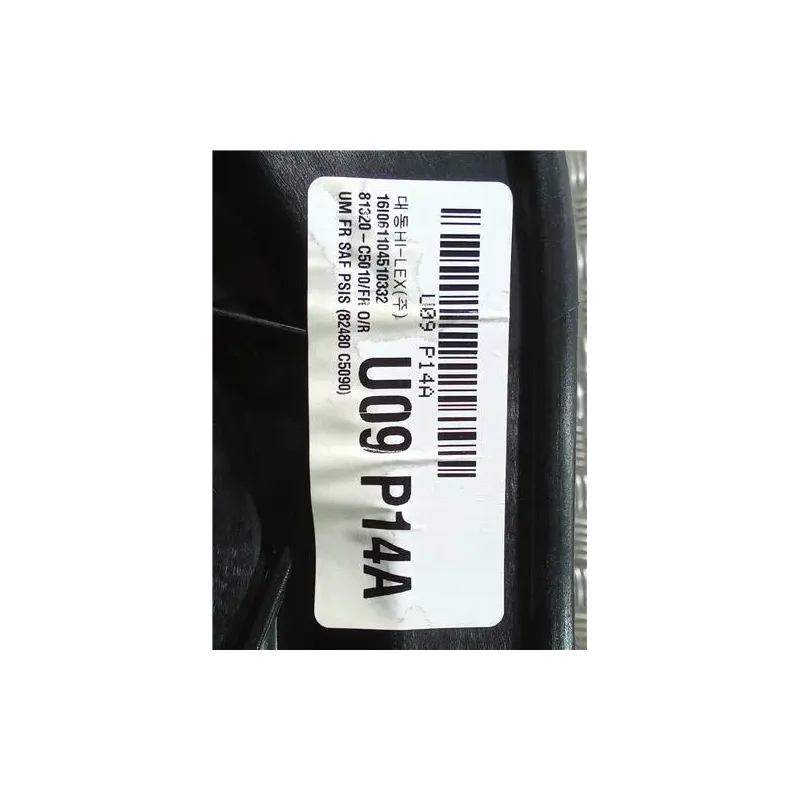 대동HI-LEX(주)
16I061104510332
81320-C5010/FR O/R
UM FR SAF PSIS (82480 C5090)
U09 P14A
U09 P14A